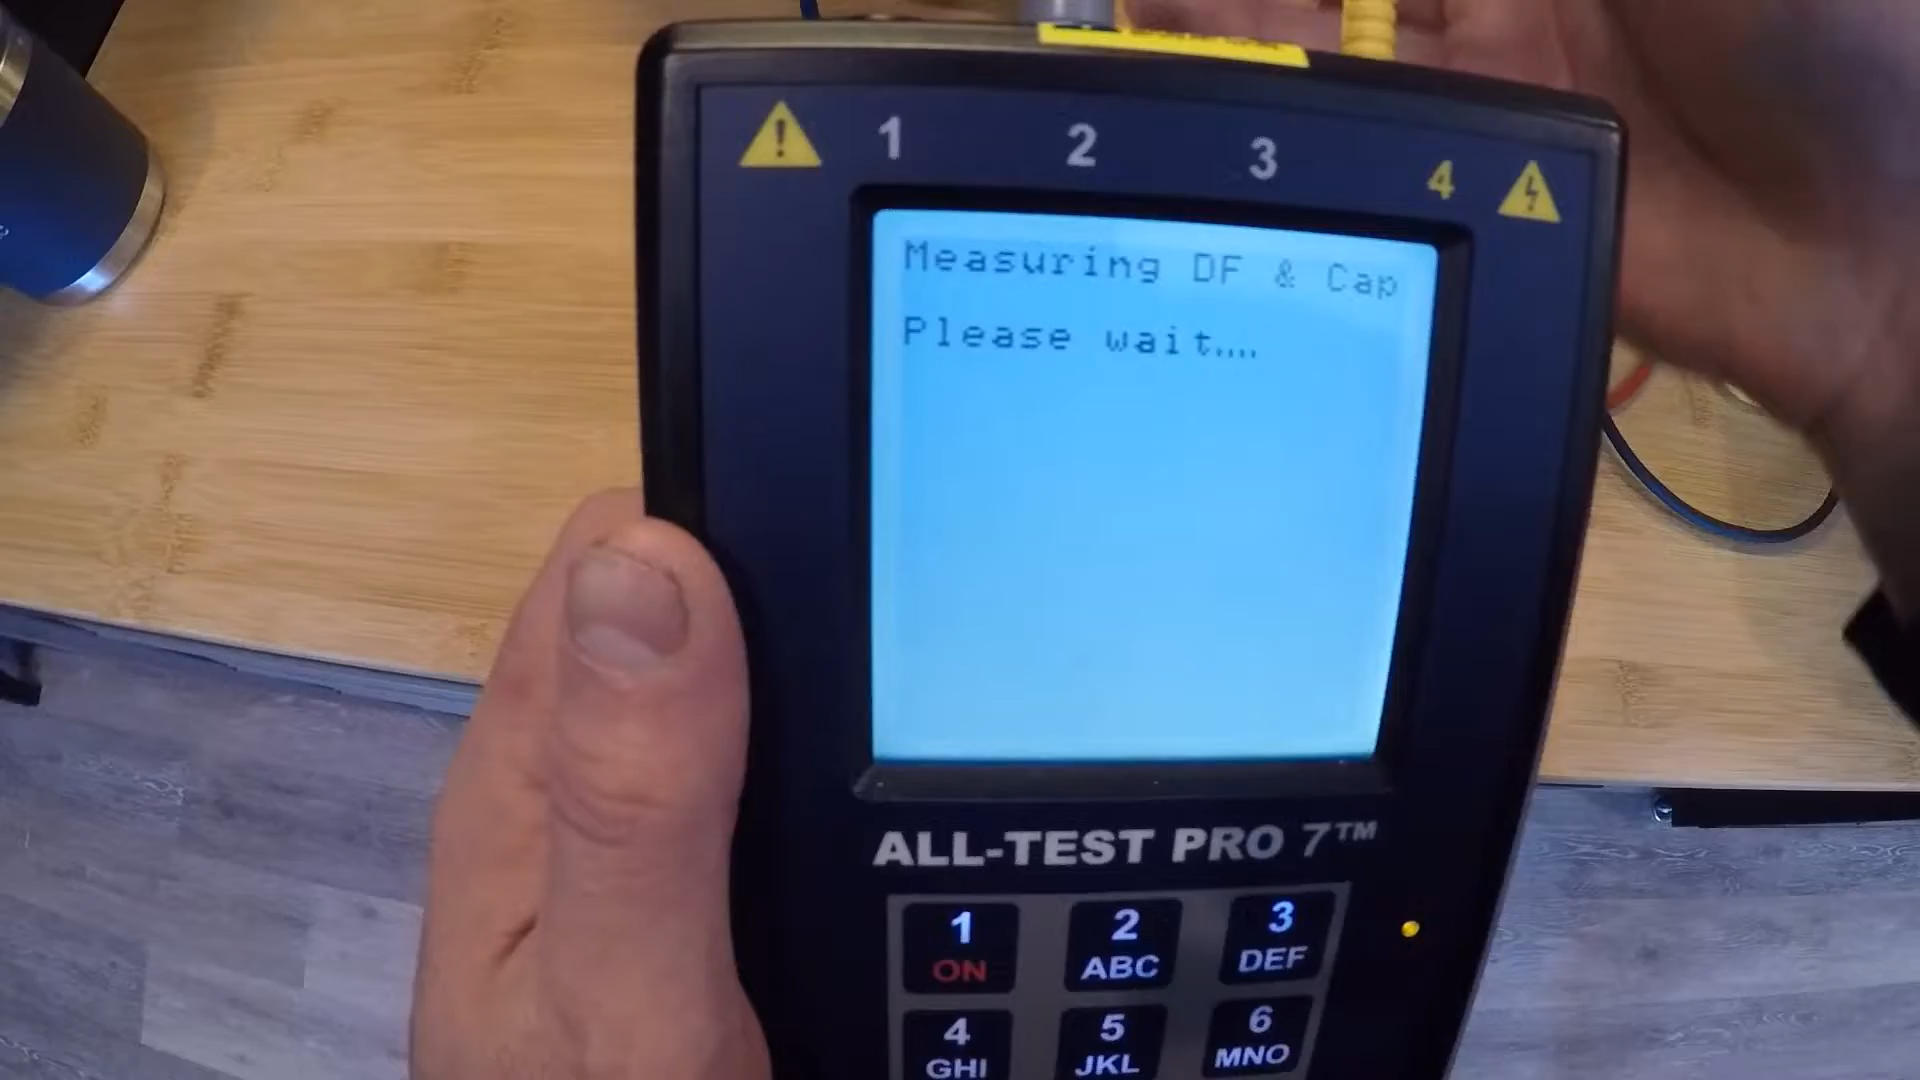 1 2 3 4
Measuring DF & Cap
Please wait....
ALL-TEST PRO 7™
1 2 3
ON ABC DEF
4 5 6
GHI JKL MNO